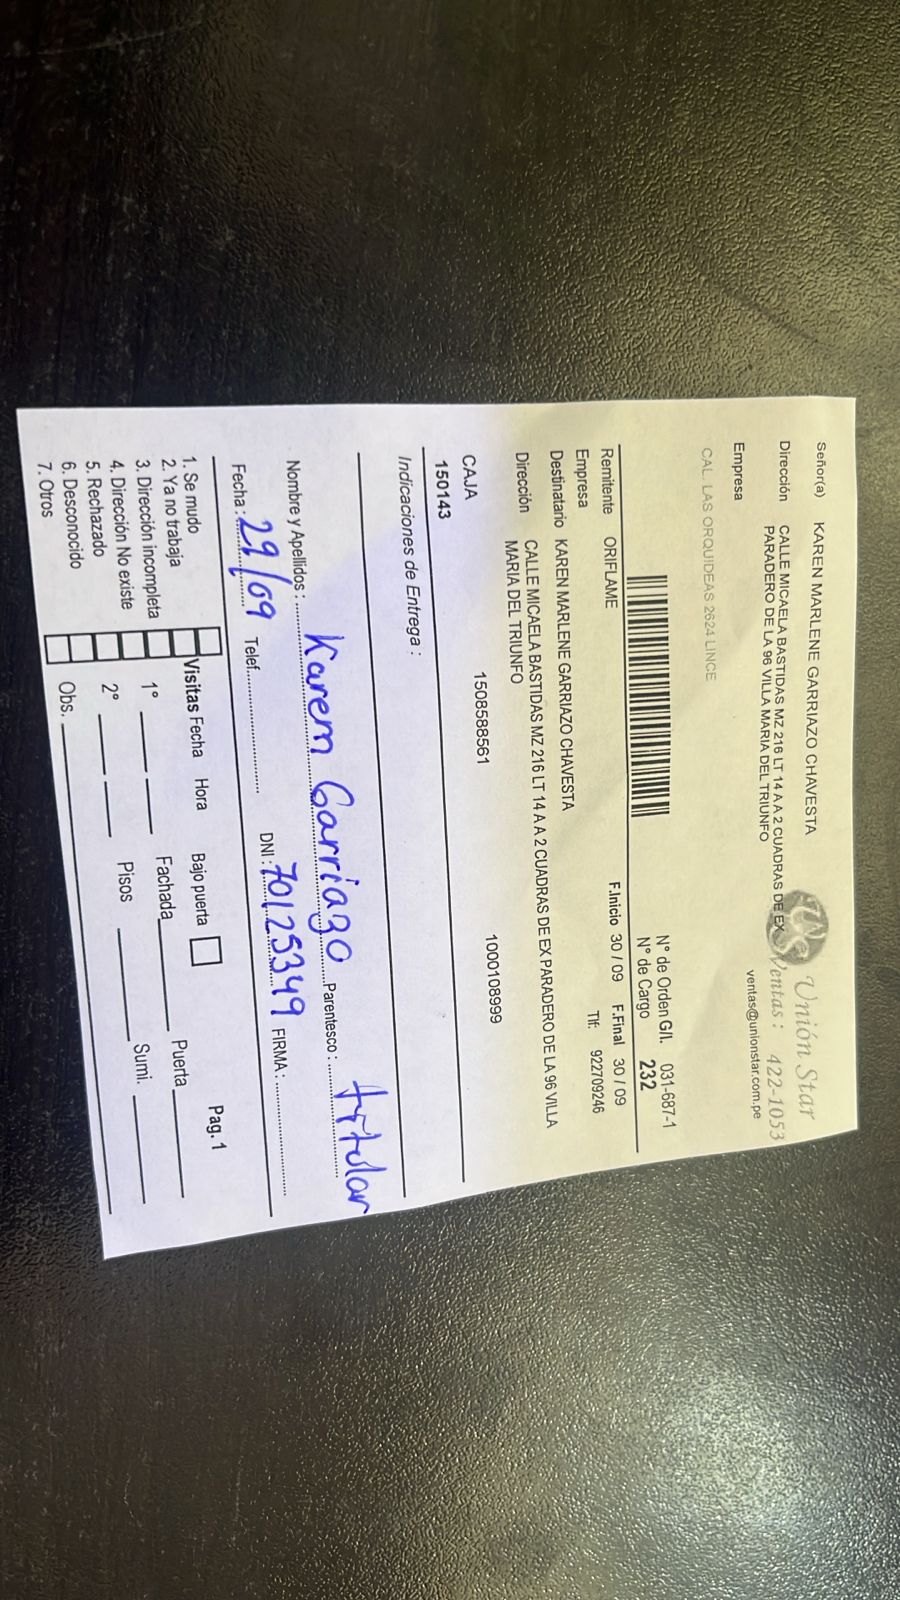 Señor(a) KAREN MARLENE GARRIAZO CHAVESTA
Unión Star
Dirección CALLE MICAELA BASTIDAS MZ 216 LT 14 A A 2 CUADRAS DE EX
PARADERO DE LA 96 VILLA MARIA DEL TRIUNFO
US
Ventas : 422-1053
ventas@unionstar.com.pe
Empresa
CAL. LAS ORQUIDEAS 2624 LINCE
N° de Orden G/I. 031-687-1
N° de Cargo 232
Remitente ORIFLAME F.Inicio 30 / 09 F.Final 30 / 09
Empresa Tlf: 922709246
Destinatario KAREN MARLENE GARRIAZO CHAVESTA
Dirección CALLE MICAELA BASTIDAS MZ 216 LT 14 A A 2 CUADRAS DE EX PARADERO DE LA 96 VILLA
MARIA DEL TRIUNFO
CAJA 1508588561 1000108999
150143
Indicaciones de Entrega :
Nombre y Apellidos : Karem Garriazo Parentesco : tytular
Fecha : 29/09 Telef. DNI : 70125349 FIRMA :
1. Se mudo
2. Ya no trabaja
3. Dirección incompleta
4. Dirección No existe
5. Rechazado
6. Desconocido
7. Otros
Visitas Fecha Hora
1°
2°
Obs.
Bajo puerta
Fachada
Pisos
Puerta
Sumi.
Pag. 1